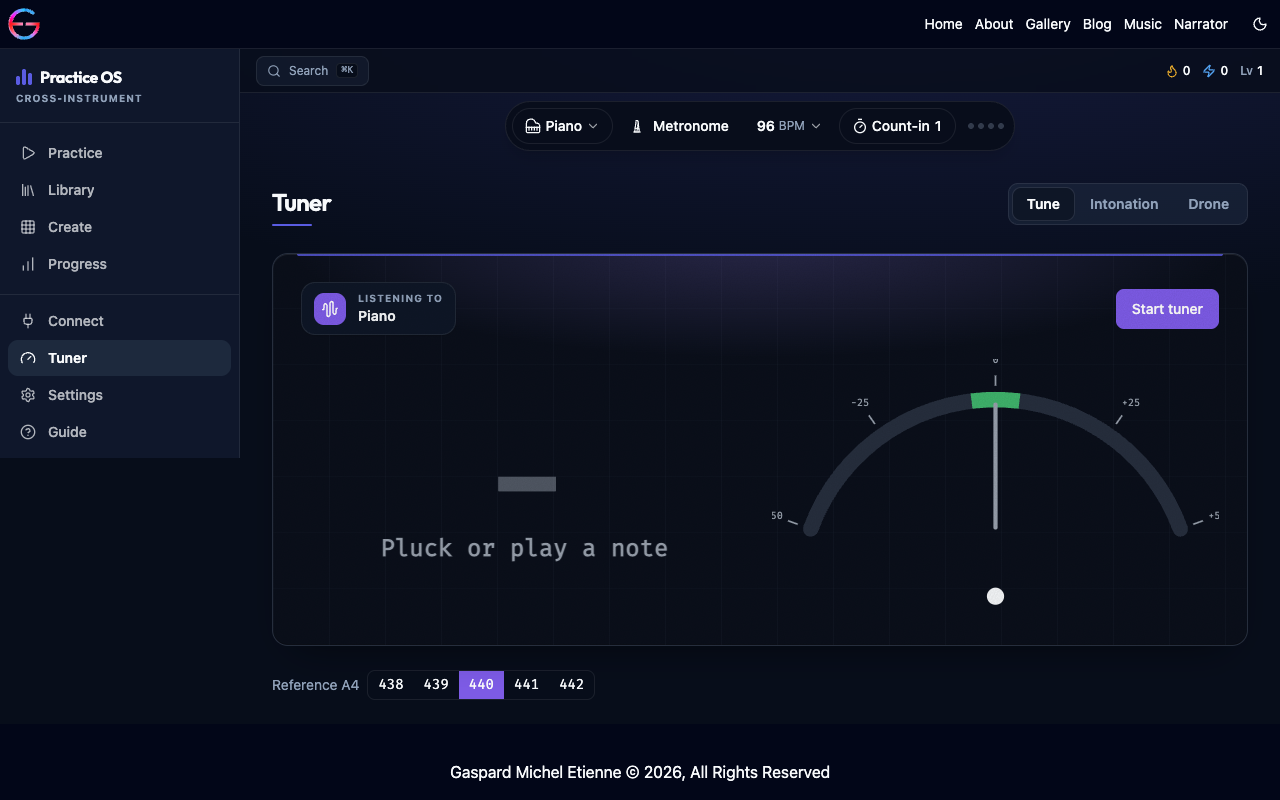 Home About Gallery Blog Music Narrator
Practice OS
CROSS-INSTRUMENT
Search ⌘K
0 0 Lv 1
Piano Metronome 96 BPM Count-in 1
Practice
Library
Create
Progress
Connect
Tuner
Settings
Guide
Tuner
Tune Intonation Drone
LISTENING TO
Piano
Start tuner
0
-25 +25
50 +5
Pluck or play a note
Reference A4 438 439 440 441 442
Gaspard Michel Etienne © 2026, All Rights Reserved